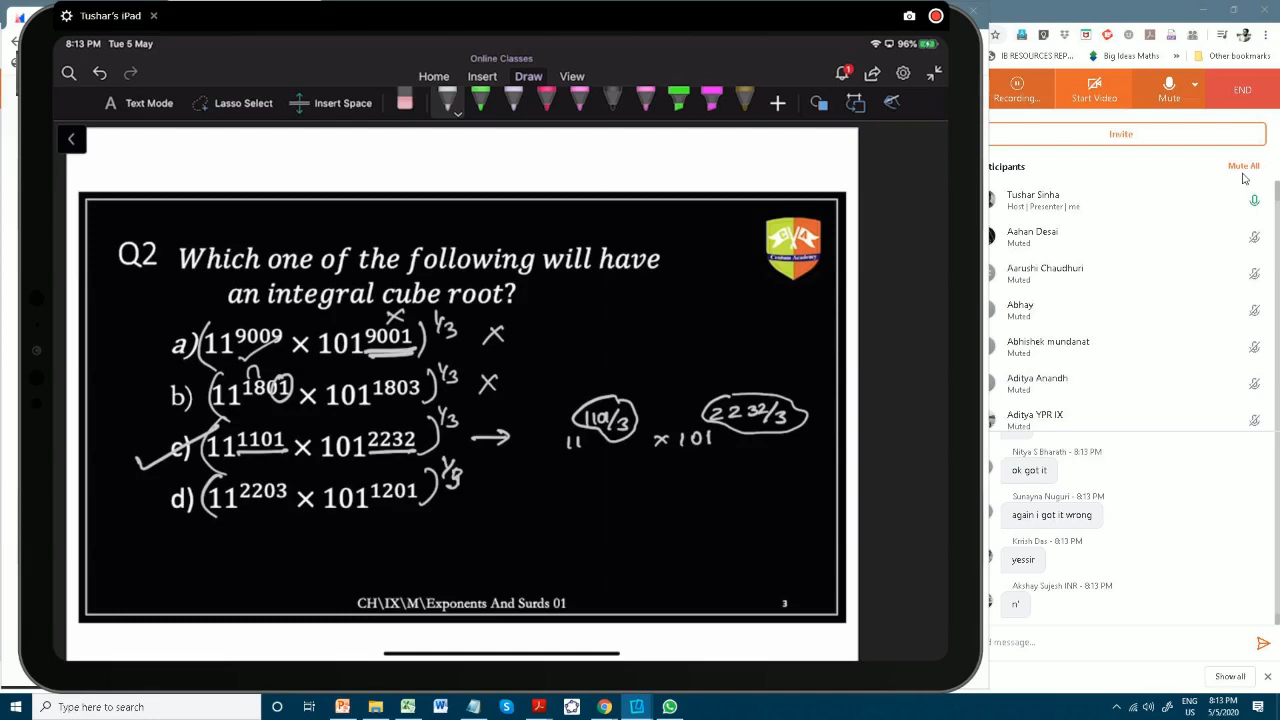 Tushar's iPad ×
8:13 PM Tue 5 May
96%
Online Classes
Home Insert Draw View
1
A Text Mode Lasso Select Insert Space
Q2 Which one of the following will have
an integral cube root?
a) (11^9009 × 101^9001)^1/3 ×
b) (11^1801 × 101^1803)^1/3 ×
c) (11^1101 × 101^2232)^1/3 → 11^1101/3 × 101^2232/3
d) (11^2203 × 101^1201)^1/3
Centum Academy
CH\IX\M\Exponents And Surds 01
3
IB RESOURCES REP... Big Ideas Maths » Other bookmarks
Recording... Start Video Mute END
Invite
ticipants Mute All
Tushar Sinha
Host | Presenter | me
Aahan Desai
Muted
Aarushi Chaudhuri
Muted
Abhay
Muted
Abhishek mundanat
Muted
Aditya Anandh
Muted
Aditya YPR IX
Muted
Nitya S Bharath - 8:13 PM
ok got it
Sunayna Nuguri - 8:13 PM
again i got it wrong
Krrish Das - 8:13 PM
yessir
Akshay Sujesh INR - 8:13 PM
n'
d message...
Show all ×
Type here to search
ENG
US
8:13 PM
5/5/2020